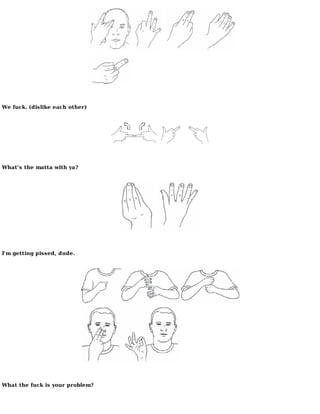 We fuck. (dislike each other)
What's the matta with ya?
I'm getting pissed, dude.
What the fuck is your problem?